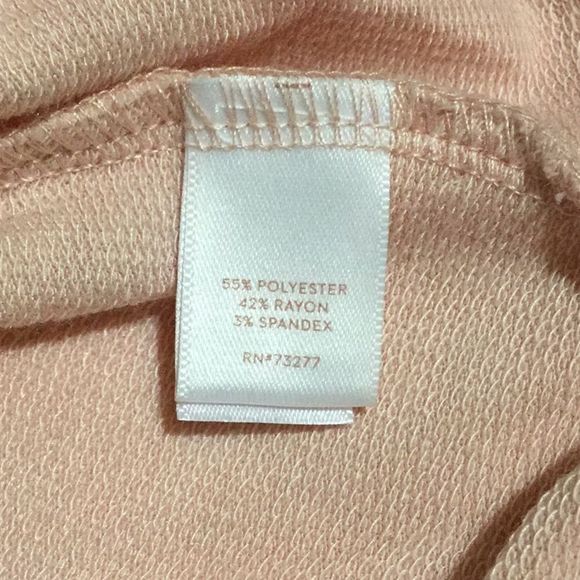 55% POLYESTER
42% RAYON
3% SPANDEX
RN#73277